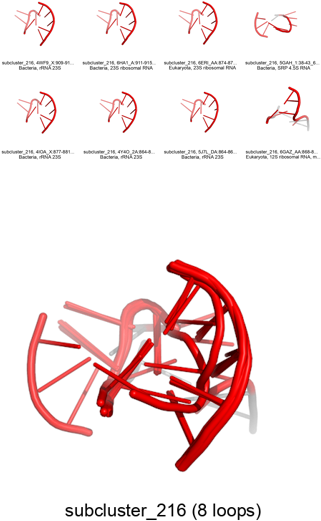 subcluster_216, 4WF9_X:909-91...
Bacteria, rRNA 23S
subcluster_216, 6HA1_A:911-915...
Bacteria, 23S ribosomal RNA
subcluster_216, 6ERI_AA:874-87...
Eukaryota, 23S ribosomal RNA
subcluster_216, 5GAH_1:38-43_6...
Bacteria, SRP 4.5S RNA
subcluster_216, 4IOA_X:877-881...
Bacteria, rRNA 23S
subcluster_216, 4Y4O_2A:864-8...
Bacteria, rRNA 23S
subcluster_216, 5J7L_DA:864-86...
Bacteria, rRNA 23S
subcluster_216, 6GAZ_AA:868-8...
Eukaryota, 12S ribosomal RNA, m...
subcluster_216 (8 loops)